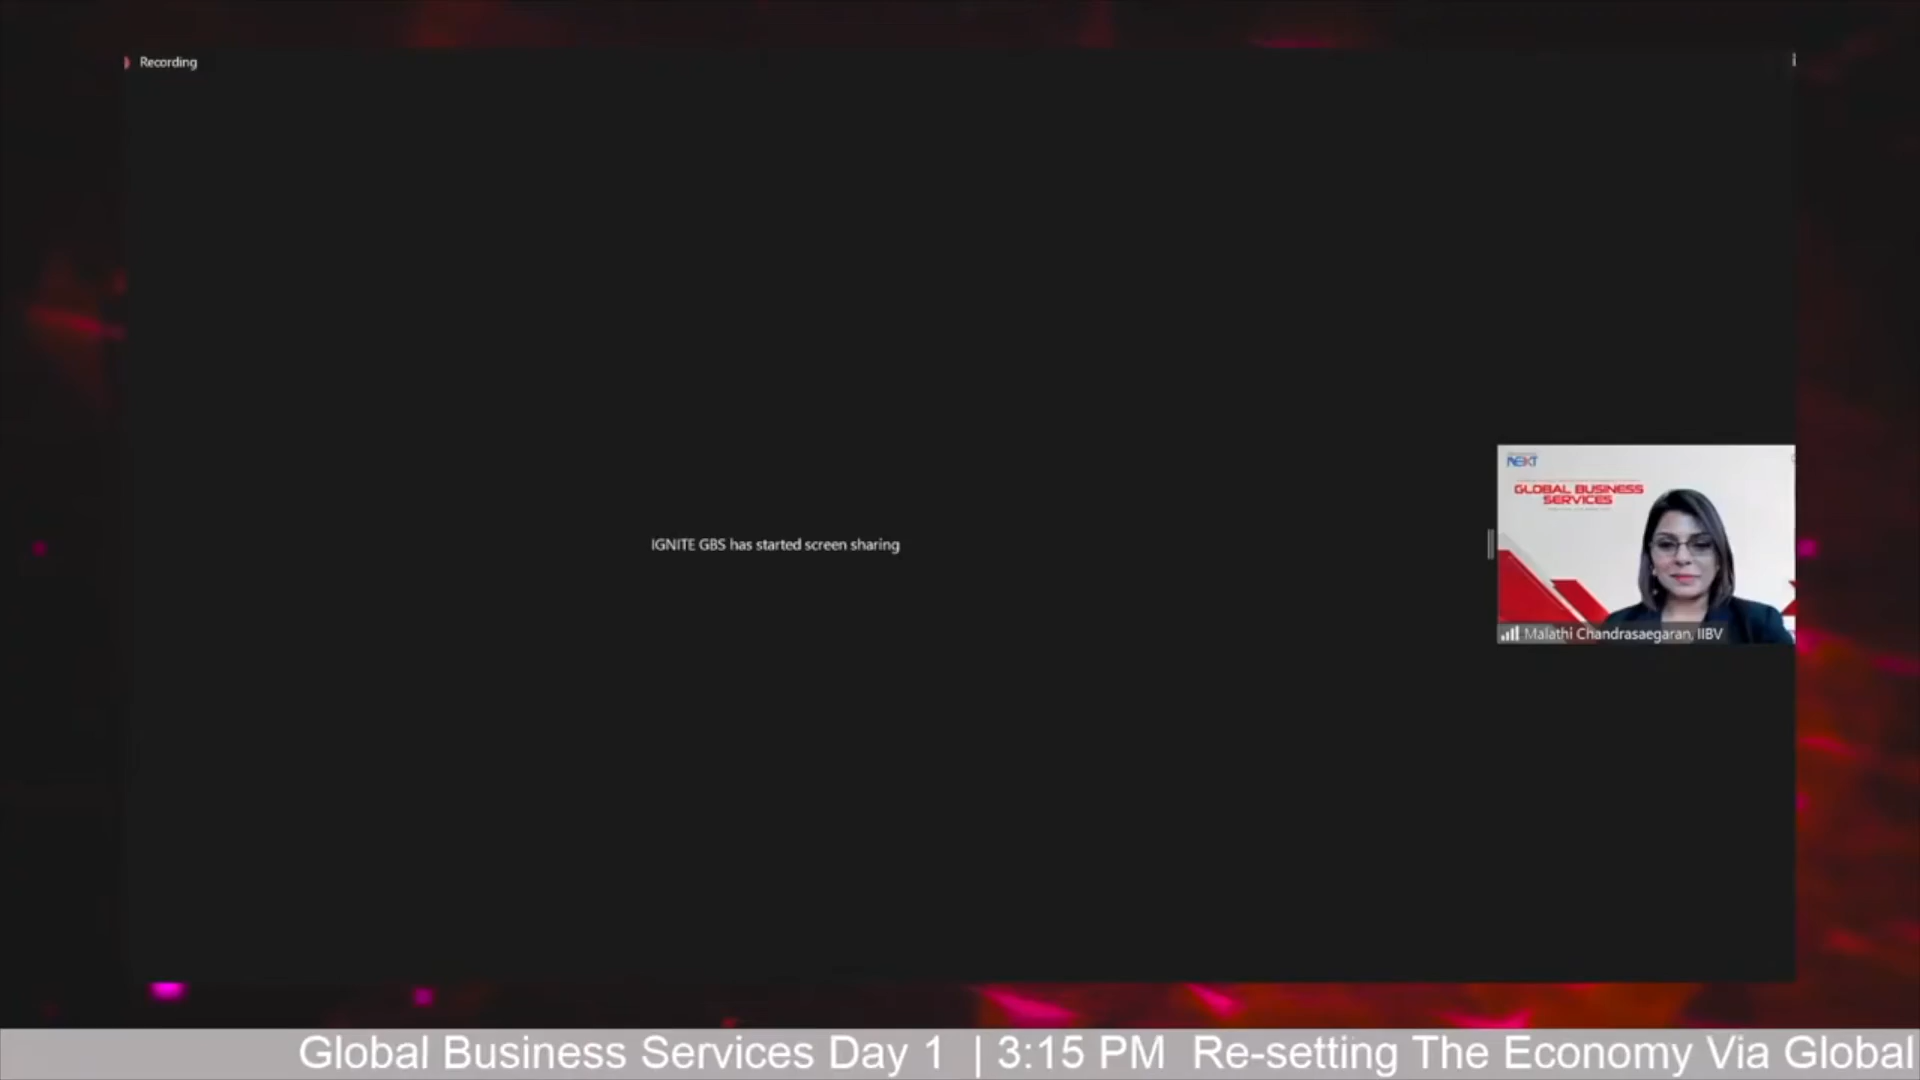 Recording
IGNITE GBS has started screen sharing
NEXT
GLOBAL BUSINESS
SERVICES
Malathi Chandrasaegaran, IIBV
Global Business Services Day 1 | 3:15 PM Re-setting The Economy Via Global